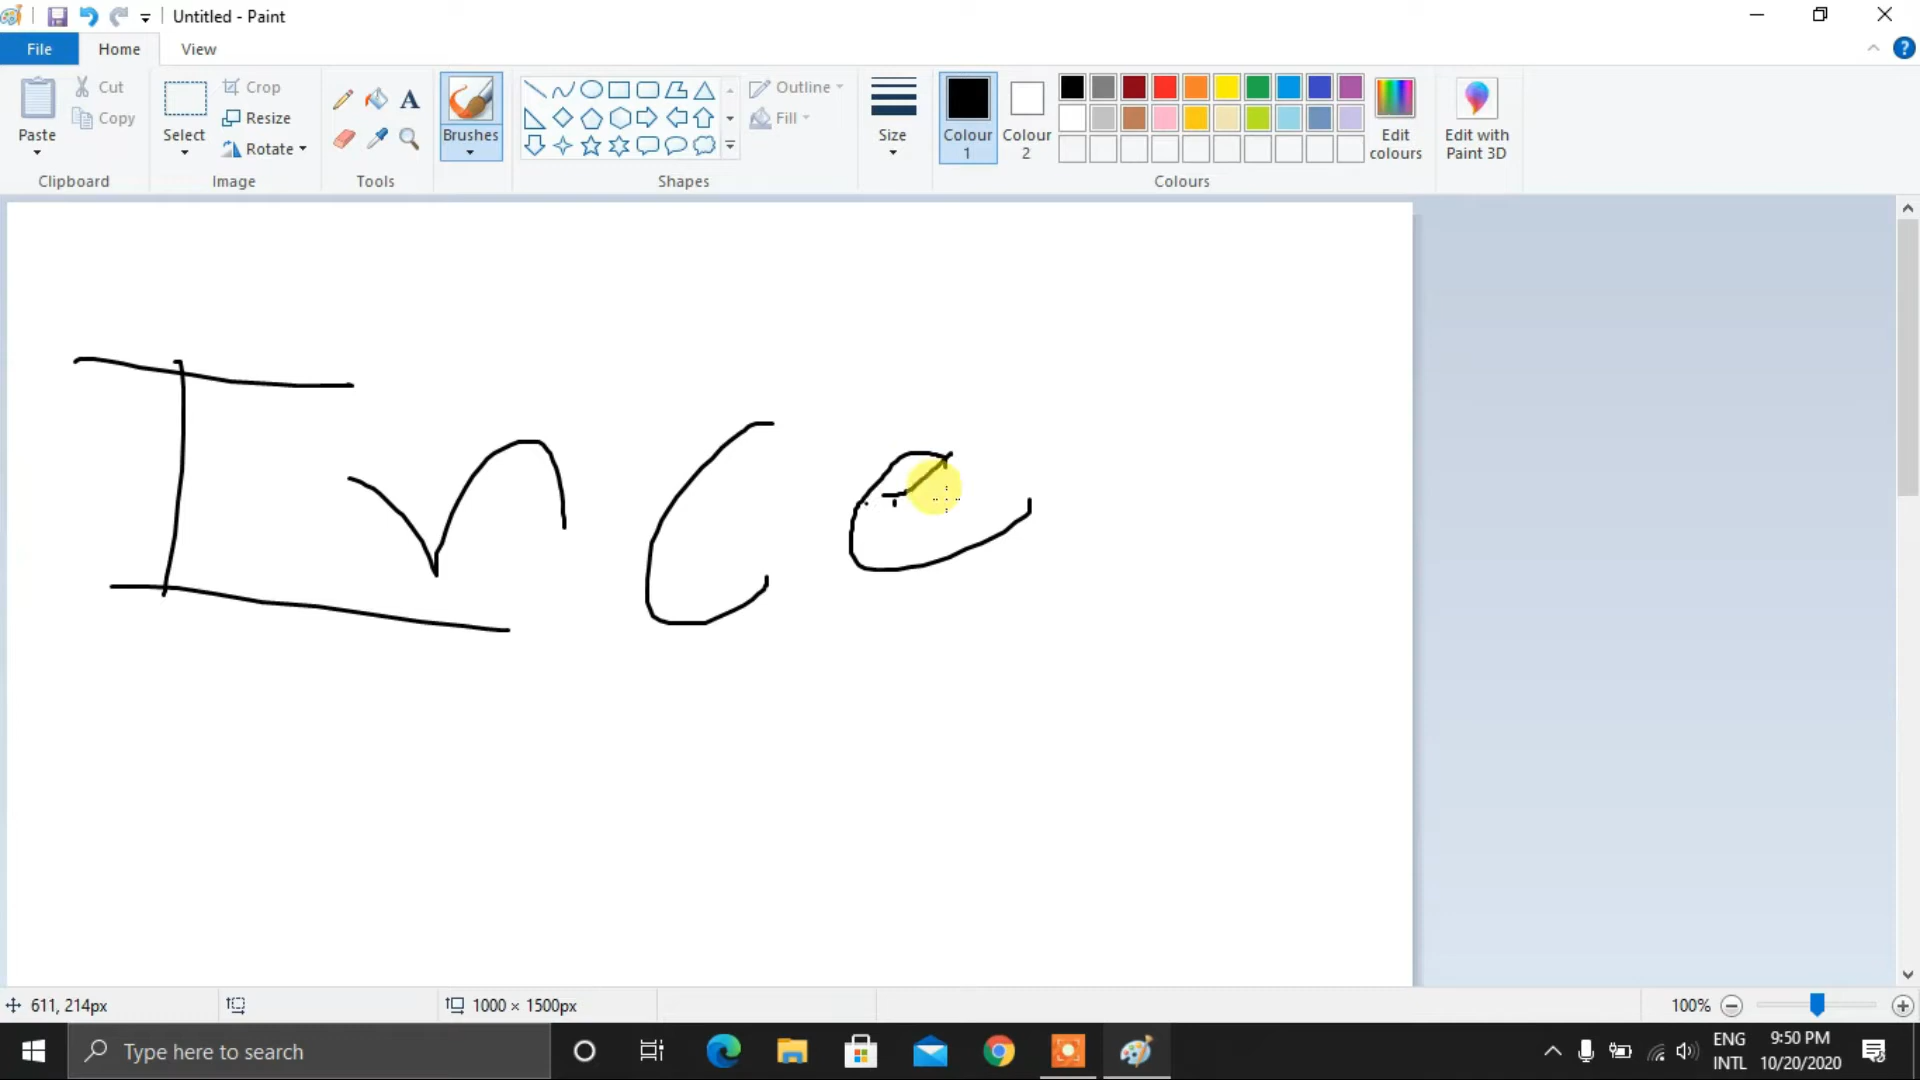 Untitled - Paint
File Home View
Paste Cut Copy Clipboard
Select Crop Resize Rotate Image
Tools
Brushes
Outline Fill Shapes
Size
Colour 1 Colour 2 Edit colours Colours
Edit with Paint 3D
Ince
611, 214px 1000 × 1500px 100%
Type here to search ENG INTL 9:50 PM 10/20/2020